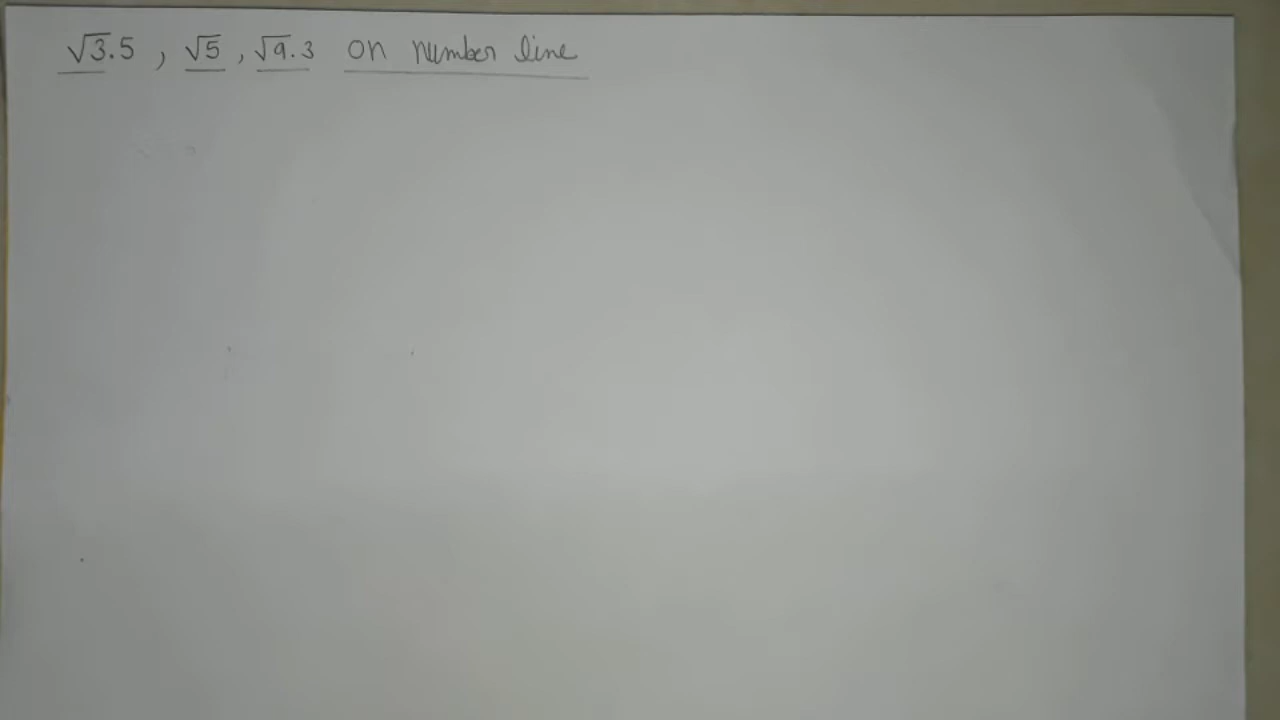 √3.5 , √5 , √9.3 on number line